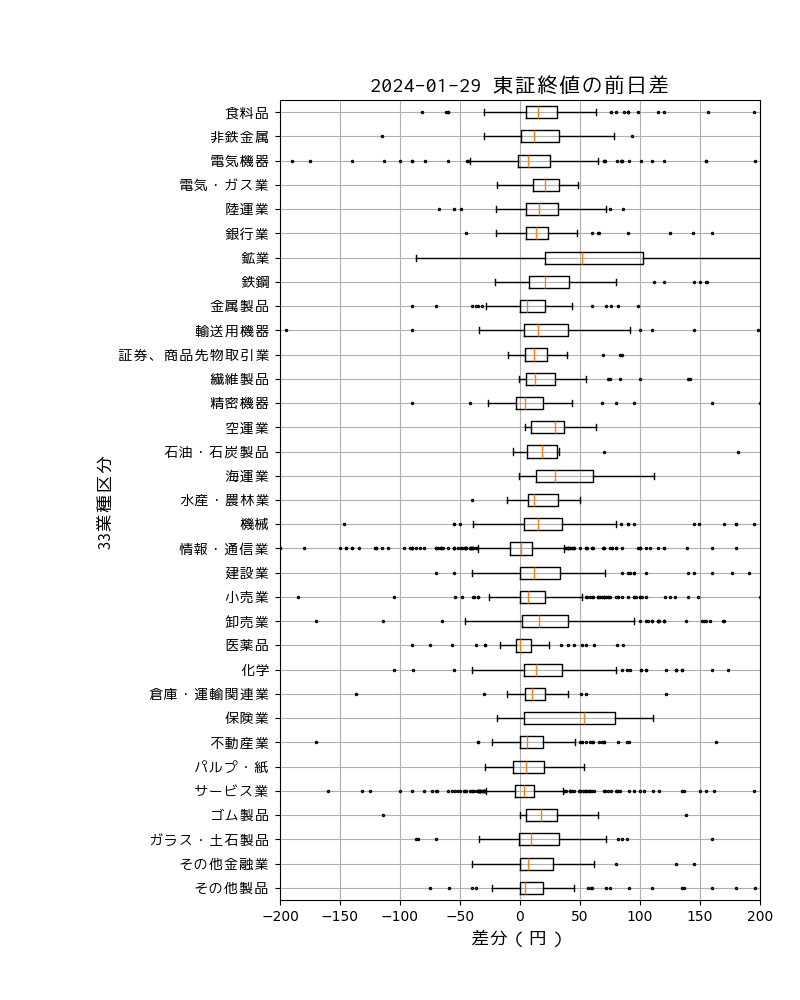 2024-01-29 東証終値の前日差
食料品
非鉄金属
電気機器
電気・ガス業
陸運業
銀行業
鉱業
鉄鋼
金属製品
輸送用機器
証券、商品先物取引業
繊維製品
精密機器
空運業
石油・石炭製品
海運業
水産・農林業
機械
情報・通信業
建設業
小売業
卸売業
医薬品
化学
倉庫・運輸関連業
保険業
不動産業
パルプ・紙
サービス業
ゴム製品
ガラス・土石製品
その他金融業
その他製品
33業種区分
−200 −150 −100 −50 0 50 100 150 200
差分（円）